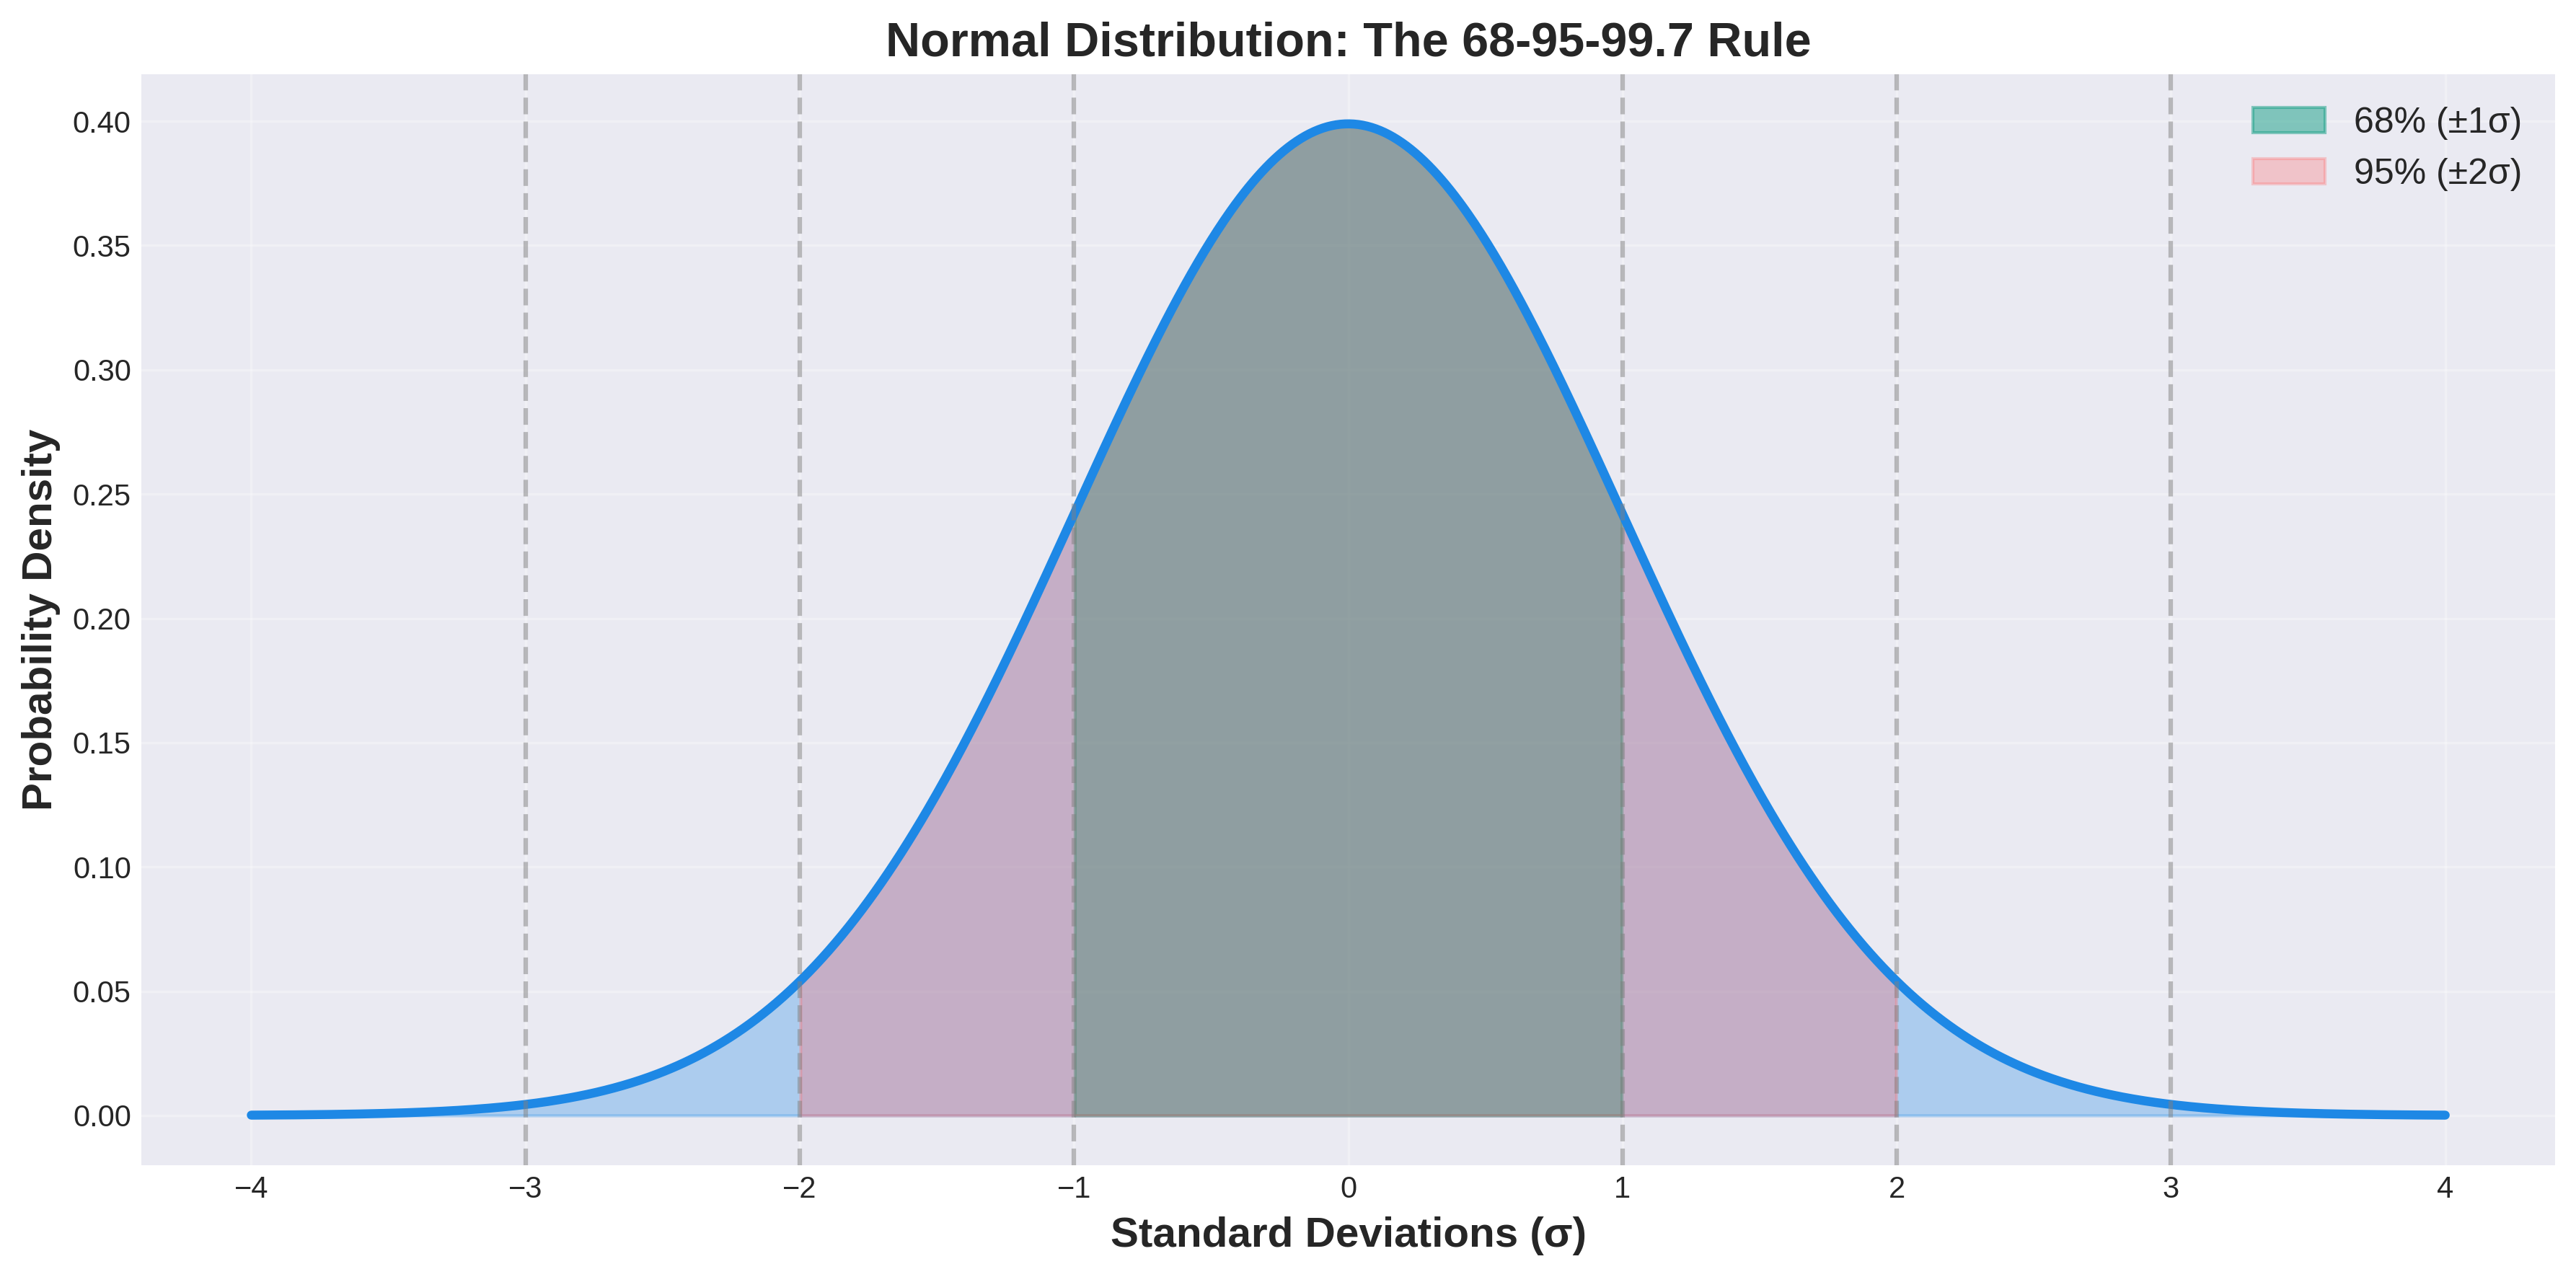 Normal Distribution: The 68-95-99.7 Rule
68% (±1σ)
95% (±2σ)
Probability Density
0.40
0.35
0.30
0.25
0.20
0.15
0.10
0.05
0.00
−4 −3 −2 −1 0 1 2 3 4
Standard Deviations (σ)